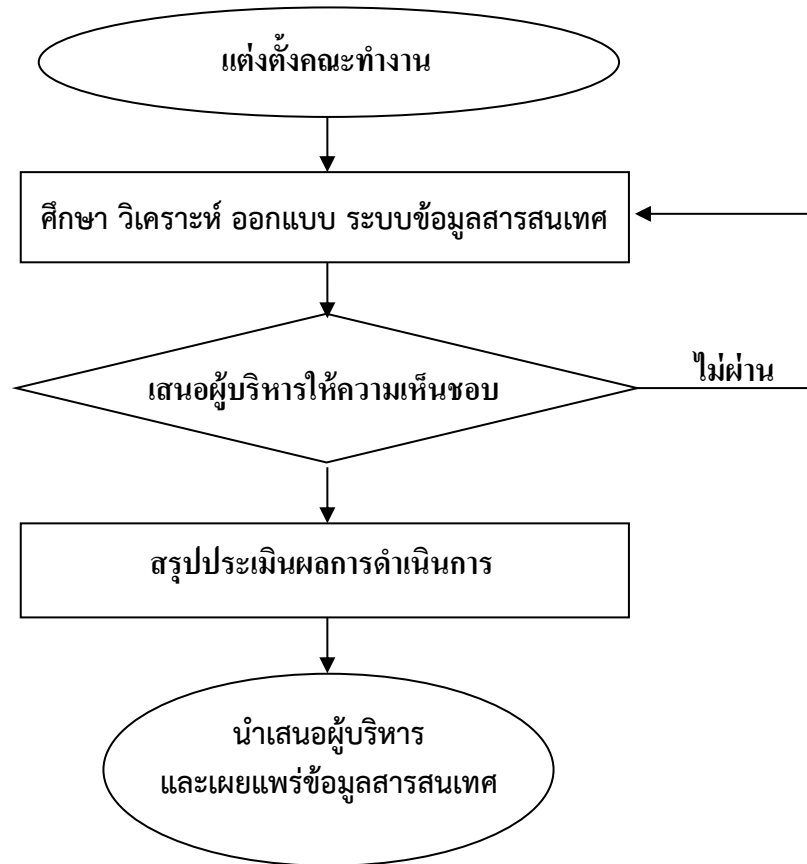 แต่งตั้งคณะทำงาน
ศึกษา วิเคราะห์ ออกแบบ ระบบข้อมูลสารสนเทศ
เสนอผู้บริหารให้ความเห็นชอบ
ไม่ผ่าน
สรุปประเมินผลการดำเนินการ
นำเสนอผู้บริหาร
และเผยแพร่ข้อมูลสารสนเทศ